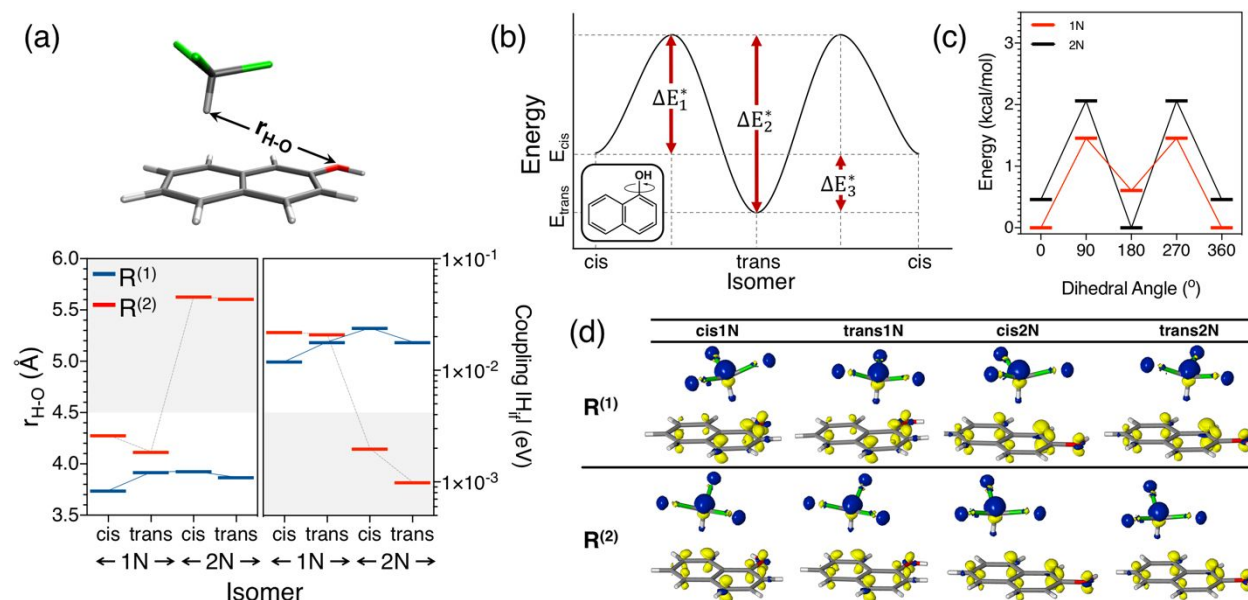 (a)
r_H-O
R(1)
R(2)
6.0
5.5
5.0
4.5
4.0
3.5
r_H-O (Å)
1×10⁻¹
1×10⁻²
1×10⁻³
Coupling |H_if| (eV)
cis trans cis trans cis trans cis trans
←1N→ ←2N→ ←1N→ ←2N→
Isomer
(b)
Energy
E_cis
E_trans
ΔE₁*
ΔE₂*
ΔE₃*
OH
cis trans cis
Isomer
(c)
1N
2N
Energy (kcal/mol)
3
2
1
0
0 90 180 270 360
Dihedral Angle (°)
(d)
cis1N trans1N cis2N trans2N
R(1)
R(2)